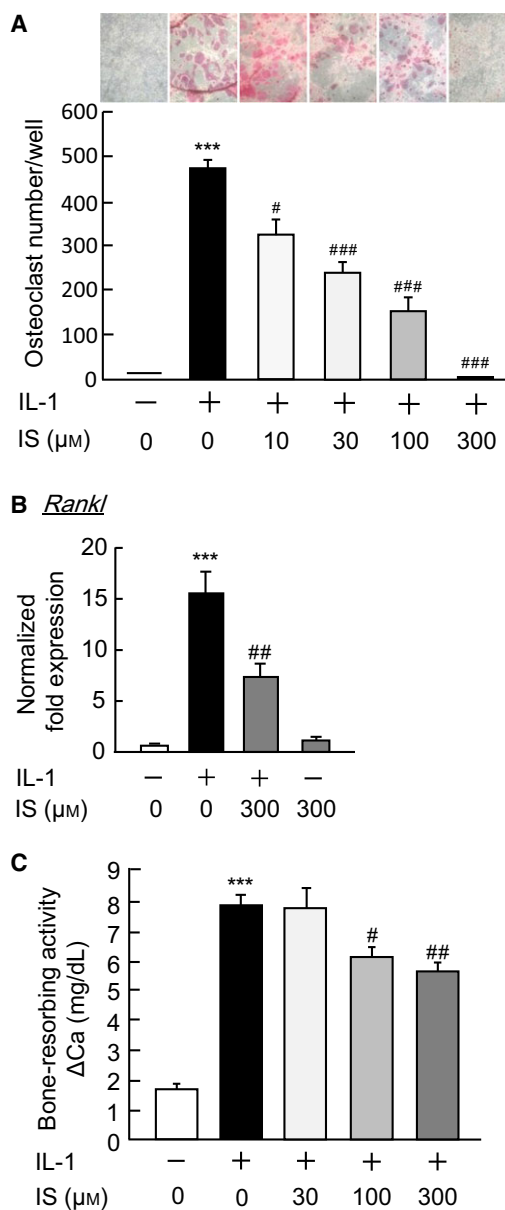 A
600
500
400
300
200
100
0
Osteoclast number/well
***
#
###
###
###
IL-1 − + + + + +
IS (μM) 0 0 10 30 100 300
B Rankl
20
15
10
5
0
Normalized
fold expression
***
##
IL-1 − + + −
IS (μM) 0 0 300 300
C
9
8
7
6
5
4
3
2
1
0
Bone-resorbing activity
ΔCa (mg/dL)
***
#
##
IL-1 − + + + +
IS (μM) 0 0 30 100 300